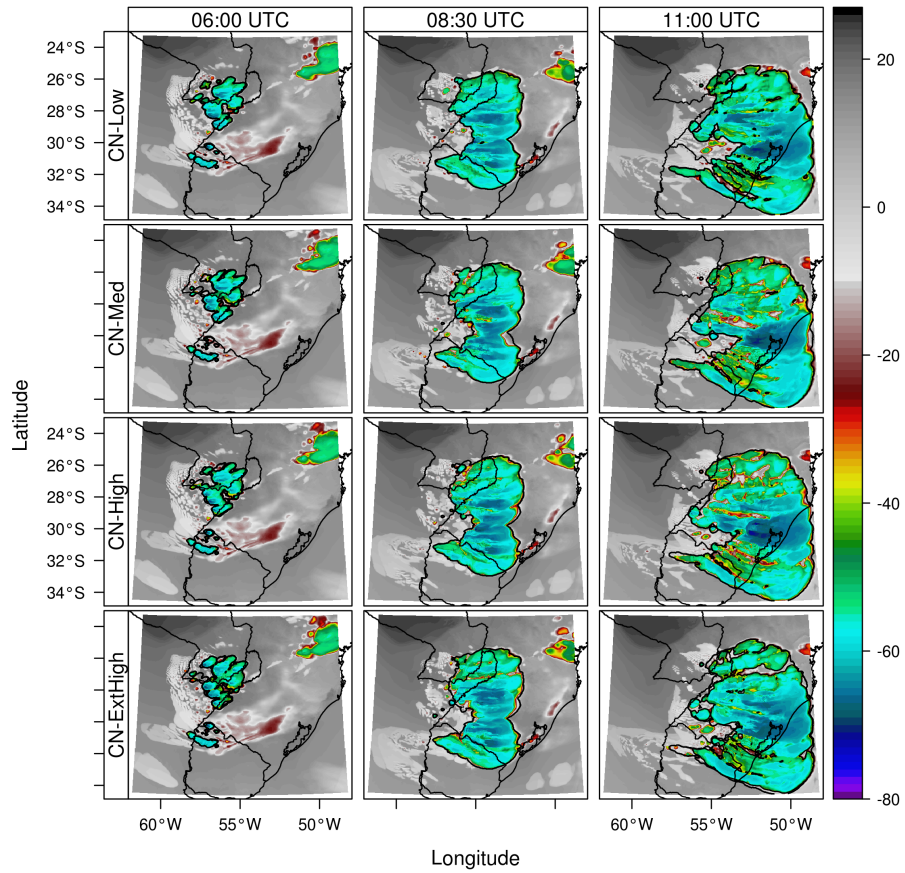 06:00 UTC 08:30 UTC 11:00 UTC
Latitude
CN-Low
24°S
26°S
28°S
30°S
32°S
34°S
CN-Med
CN-High
24°S
26°S
28°S
30°S
32°S
34°S
CN-ExtHigh
60°W 55°W 50°W 60°W 55°W 50°W
Longitude
20
0
-20
-40
-60
-80